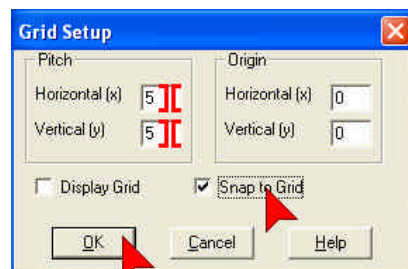 Grid Setup
Pitch Origin
Horizontal (x) 5 Horizontal (x) 0
Vertical (y) 5 Vertical (y) 0
Display Grid Snap to Grid
OK Cancel Help